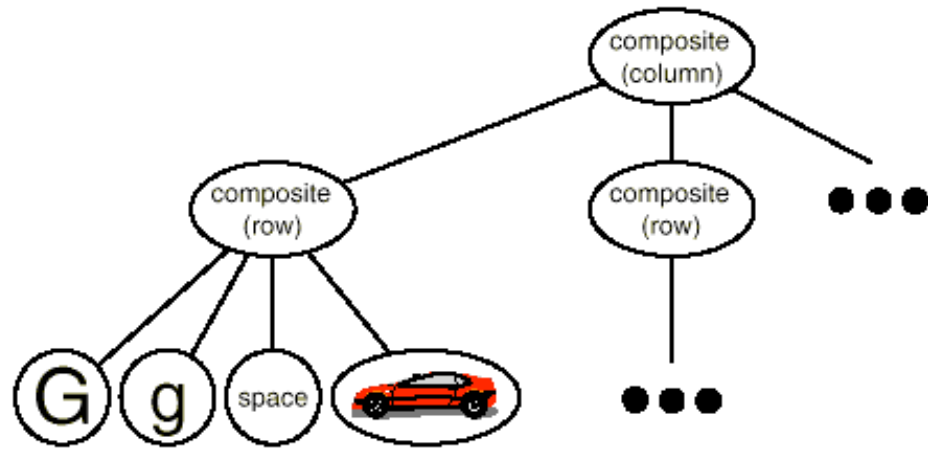 composite
(column)
composite
(row)
composite
(row)
G
g
space